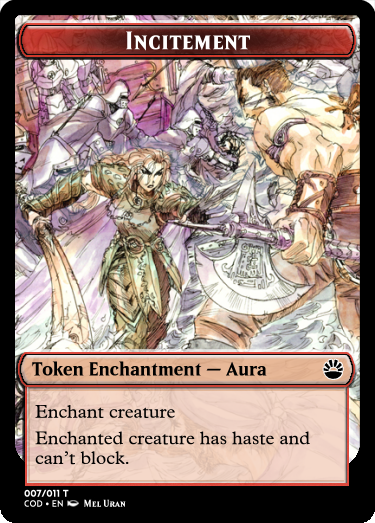 Incitement
Token Enchantment — Aura
Enchant creature
Enchanted creature has haste and
can't block.
007/011 T
COD • EN Mel Uran